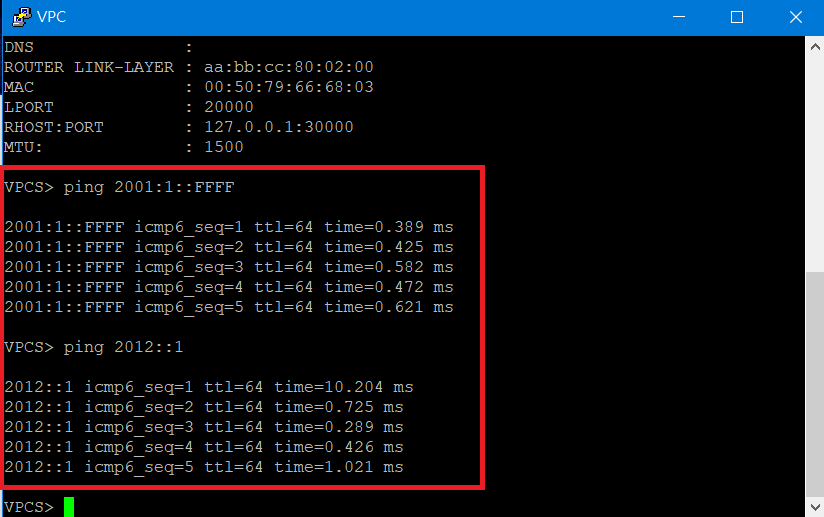 VPC
DNS :
ROUTER LINK-LAYER : aa:bb:cc:80:02:00
MAC : 00:50:79:66:68:03
LPORT : 20000
RHOST:PORT : 127.0.0.1:30000
MTU: : 1500
VPCS> ping 2001:1::FFFF
2001:1::FFFF icmp6_seq=1 ttl=64 time=0.389 ms
2001:1::FFFF icmp6_seq=2 ttl=64 time=0.425 ms
2001:1::FFFF icmp6_seq=3 ttl=64 time=0.582 ms
2001:1::FFFF icmp6_seq=4 ttl=64 time=0.472 ms
2001:1::FFFF icmp6_seq=5 ttl=64 time=0.621 ms
VPCS> ping 2012::1
2012::1 icmp6_seq=1 ttl=64 time=10.204 ms
2012::1 icmp6_seq=2 ttl=64 time=0.725 ms
2012::1 icmp6_seq=3 ttl=64 time=0.289 ms
2012::1 icmp6_seq=4 ttl=64 time=0.426 ms
2012::1 icmp6_seq=5 ttl=64 time=1.021 ms
VPCS>